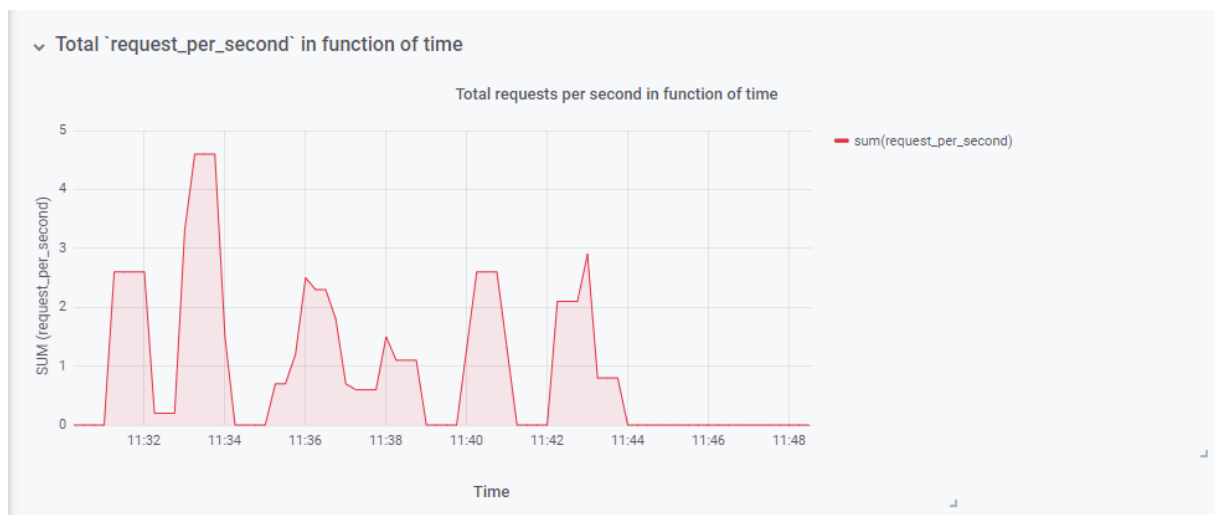 Total `request_per_second` in function of time
Total requests per second in function of time
sum(request_per_second)
SUM (request_per_second)
5
4
3
2
1
0
11:32 11:34 11:36 11:38 11:40 11:42 11:44 11:46 11:48
Time